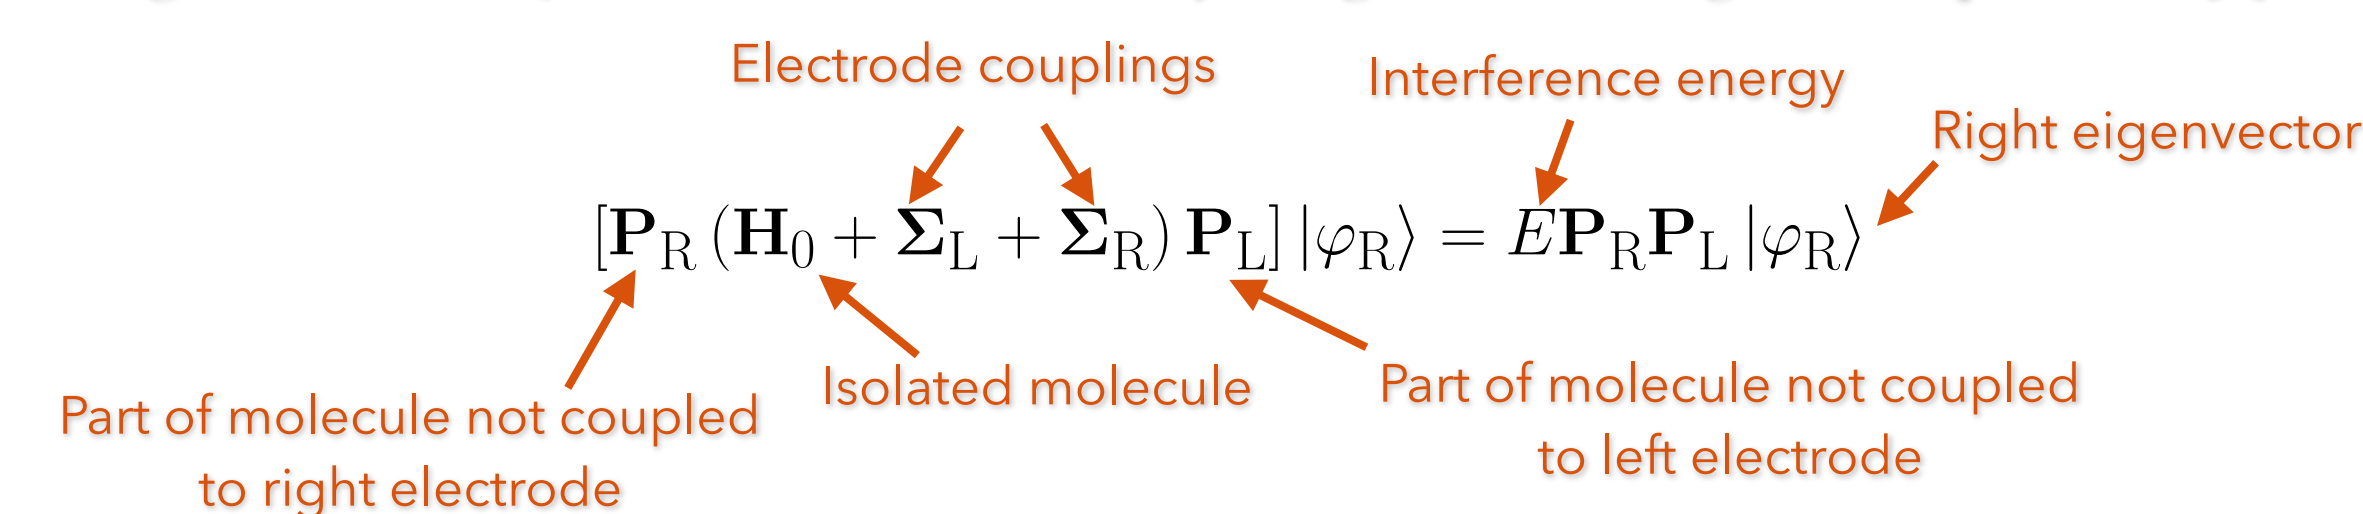 Electrode couplings
Interference energy
Right eigenvector
[P_R (H_0 + Σ_L + Σ_R) P_L] |φ_R⟩ = E P_R P_L |φ_R⟩
Isolated molecule
Part of molecule not coupled
to left electrode
Part of molecule not coupled
to right electrode